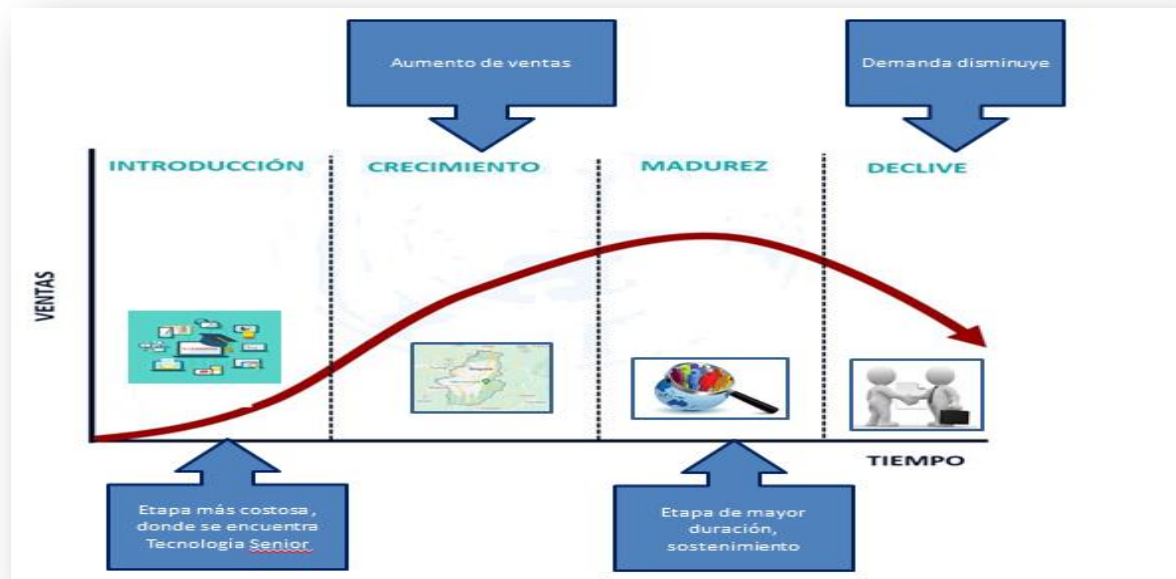 Aumento de ventas
Demanda disminuye
INTRODUCCIÓN
CRECIMIENTO
MADUREZ
DECLIVE
VENTAS
TIEMPO
Etapa más costosa,
donde se encuentra
Tecnología Senior
Etapa de mayor
duración,
sostenimiento